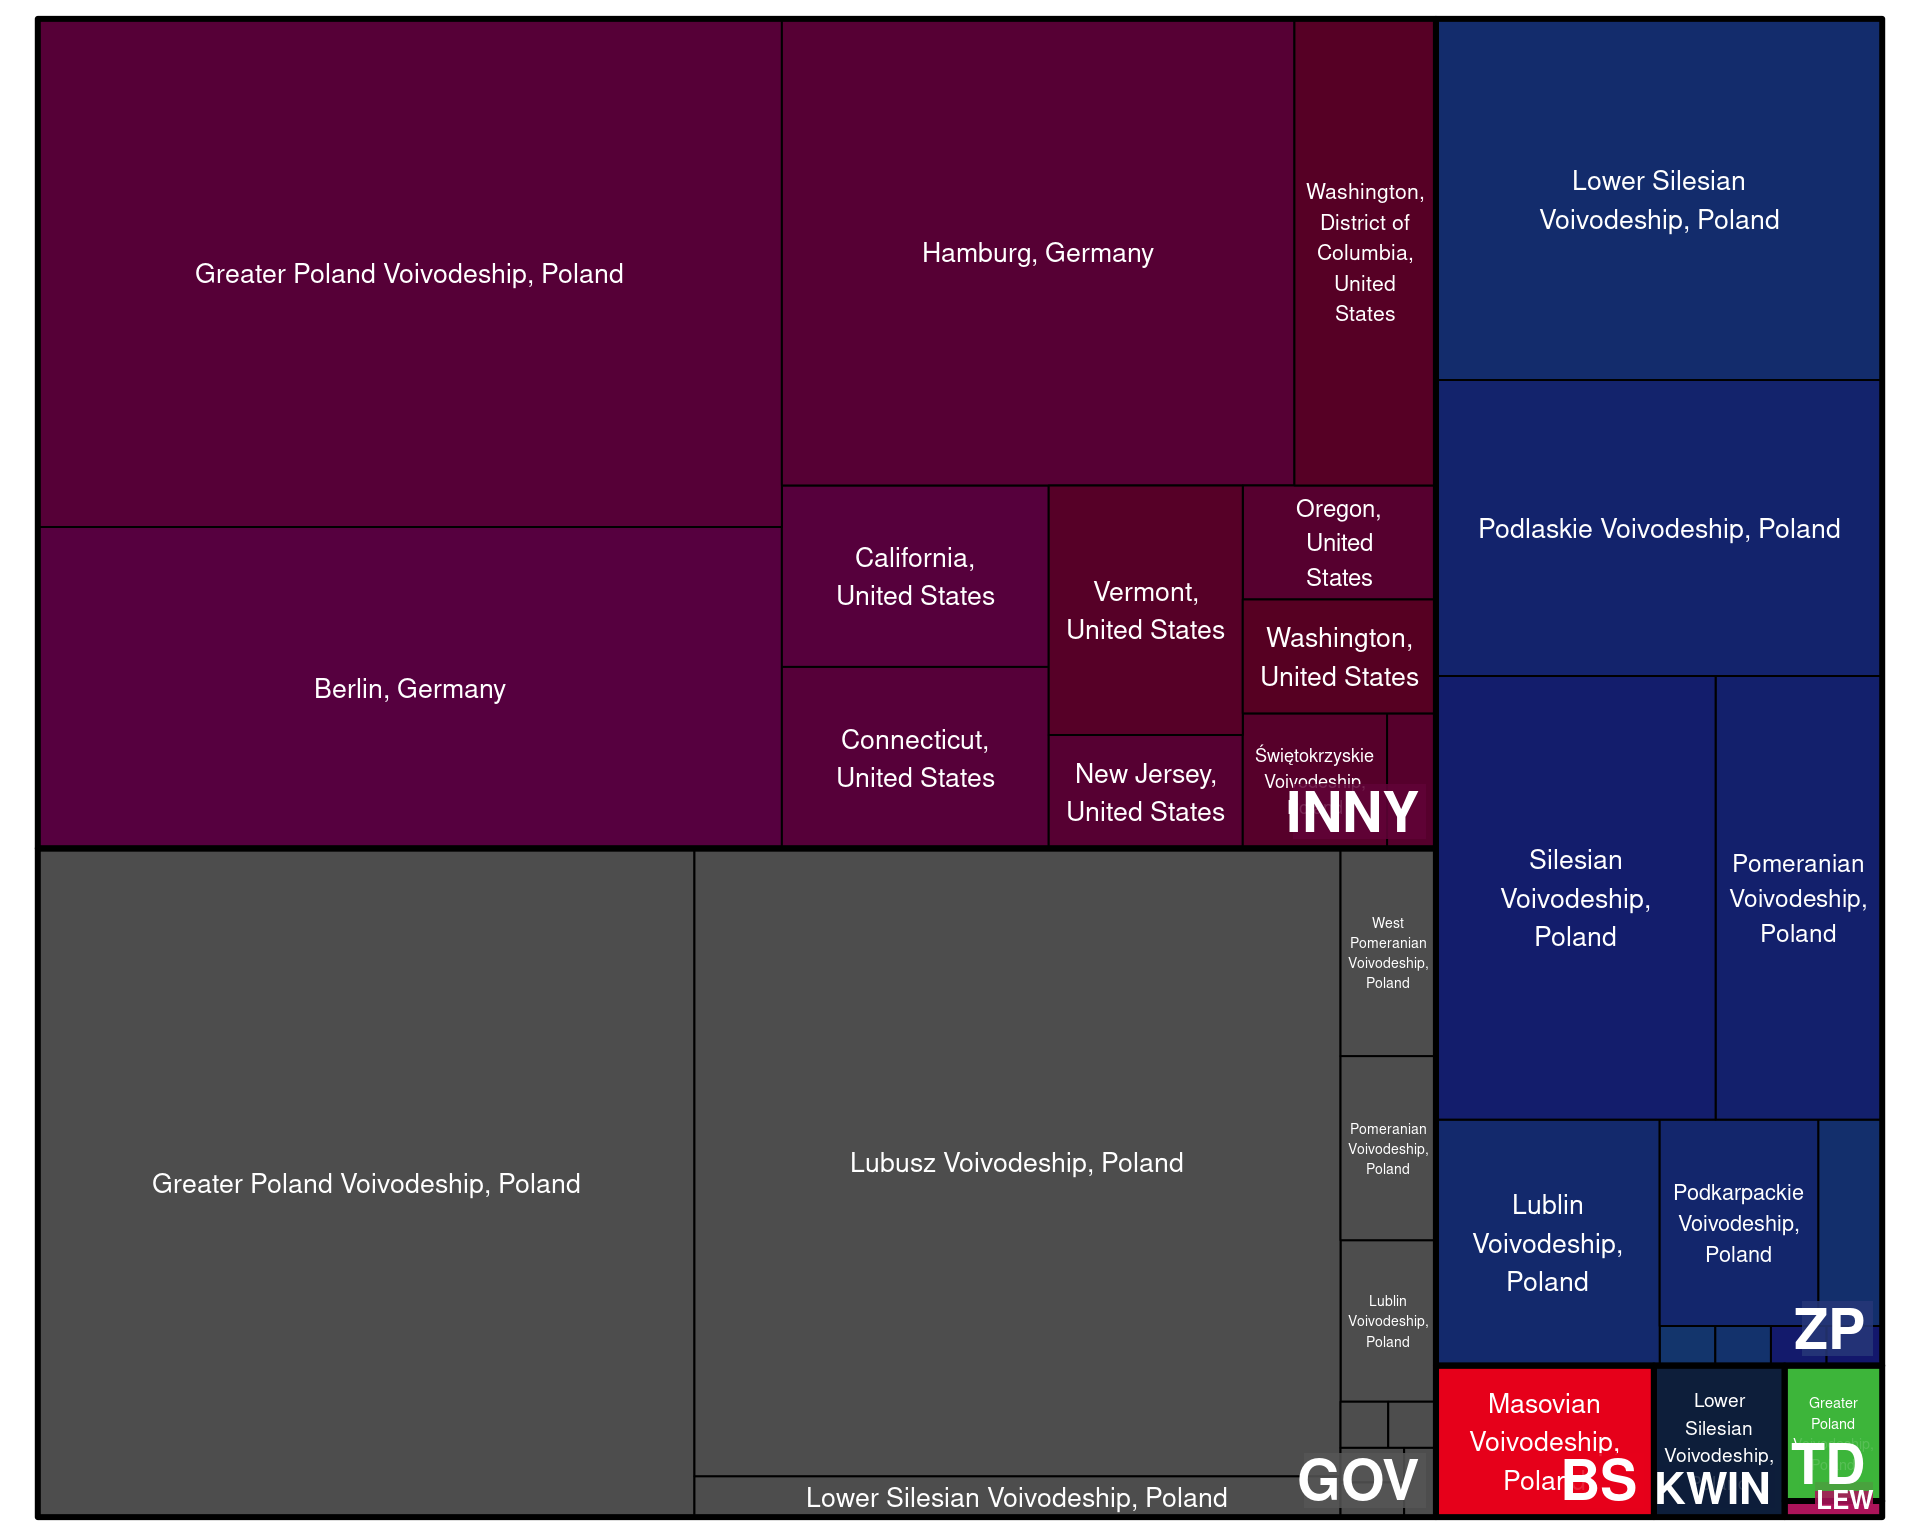 Greater Poland Voivodeship, Poland
Hamburg, Germany
Washington,
District of
Columbia,
United
States
Berlin, Germany
California,
United States
Connecticut,
United States
Vermont,
United States
New Jersey,
United States
Oregon,
United
States
Washington,
United States
Świętokrzyskie
Voivodeship,
INNY
Greater Poland Voivodeship, Poland
Lubusz Voivodeship, Poland
West
Pomeranian
Voivodeship,
Poland
Pomeranian
Voivodeship,
Poland
Lublin
Voivodeship,
Poland
Lower Silesian Voivodeship, Poland
GOV
Lower Silesian
Voivodeship, Poland
Podlaskie Voivodeship, Poland
Silesian
Voivodeship,
Poland
Pomeranian
Voivodeship,
Poland
Lublin
Voivodeship,
Poland
Podkarpackie
Voivodeship,
Poland
ZP
Masovian
Voivodeship,
Poland
BS
Lower
Silesian
Voivodeship,
KWIN
Greater
Poland
TD
LEW